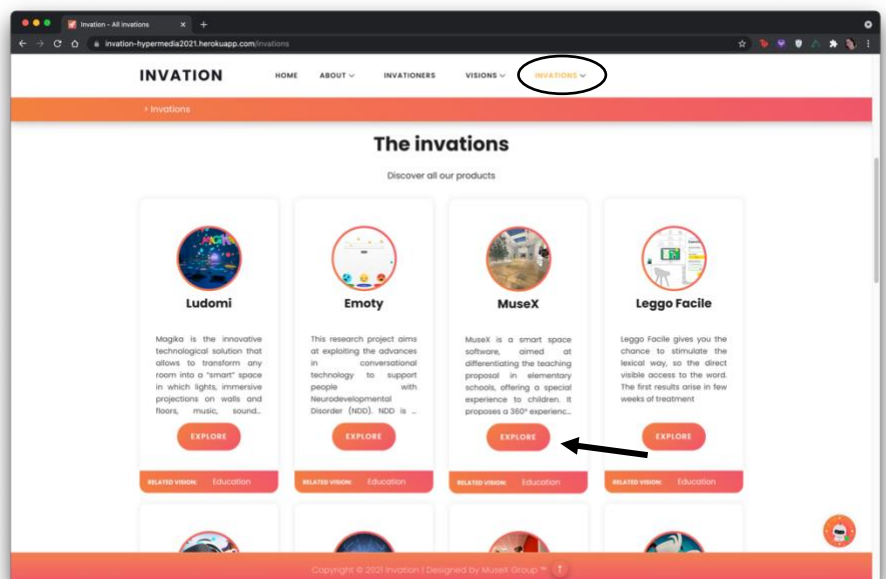 Invation - All invations
invation-hypermedia2021.herokuapp.com/invations
INVATION HOME ABOUT INVATIONERS VISIONS INVATIONS
> Invations
The invations
Discover all our products
Ludomi
Magika is the innovative
technological solution that
allows to transform any
room into a "smart" space
in which lights, immersive
projections on walls and
floors, music, sound...
EXPLORE
RELATED VISION: Education
Emoty
This research project aims
at exploiting the advances
in conversational
technology to support
people with
Neurodevelopmental
Disorder (NDD). NDD is ...
EXPLORE
RELATED VISION: Education
MuseX
MuseX is a smart space
software, aimed at
differentiating the teaching
proposal in elementary
schools, offering a special
experience to children. It
proposes a 360° experienc...
EXPLORE
RELATED VISION: Education
Leggo Facile
Leggo Facile gives you the
chance to stimulate the
lexical way, so the direct
visible access to the word.
The first results arise in few
weeks of treatment
EXPLORE
RELATED VISION: Education
Copyright © 2021 Invation | Designed by MuseX Group ™